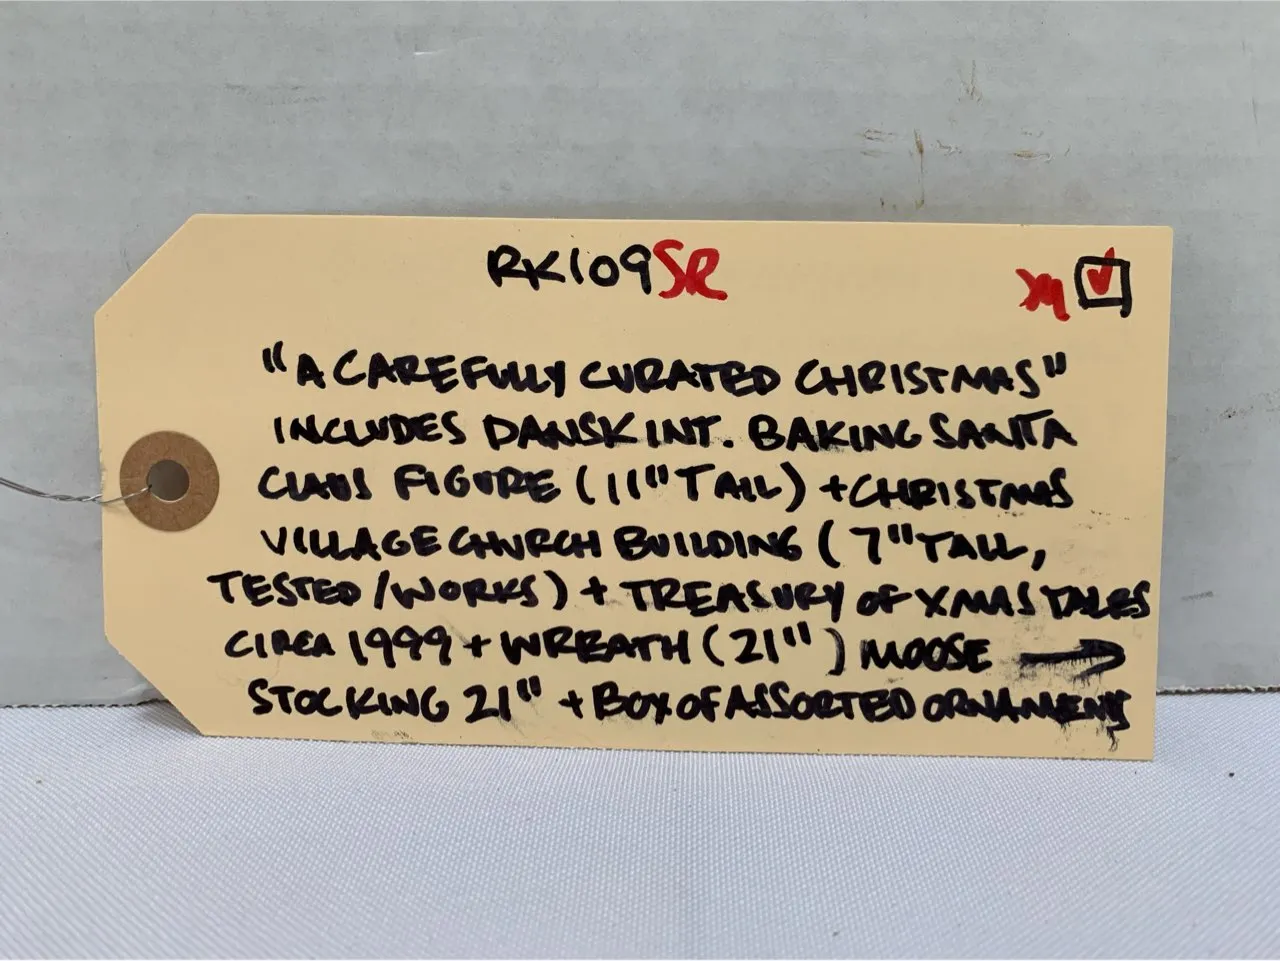 RK109SR
"A CAREFULLY CURATED CHRISTMAS"
INCLUDES DANSK INT. BAKING SANTA
CLAUS FIGURE (11" TALL) + CHRISTMAS
VILLAGE CHURCH BUILDING (7" TALL,
TESTED/WORKS) + TREASURY OF XMAS TALES
CIRCA 1999 + WREATH (21") MOOSE →
STOCKING 21" + BOX OF ASSORTED ORNAMENTS